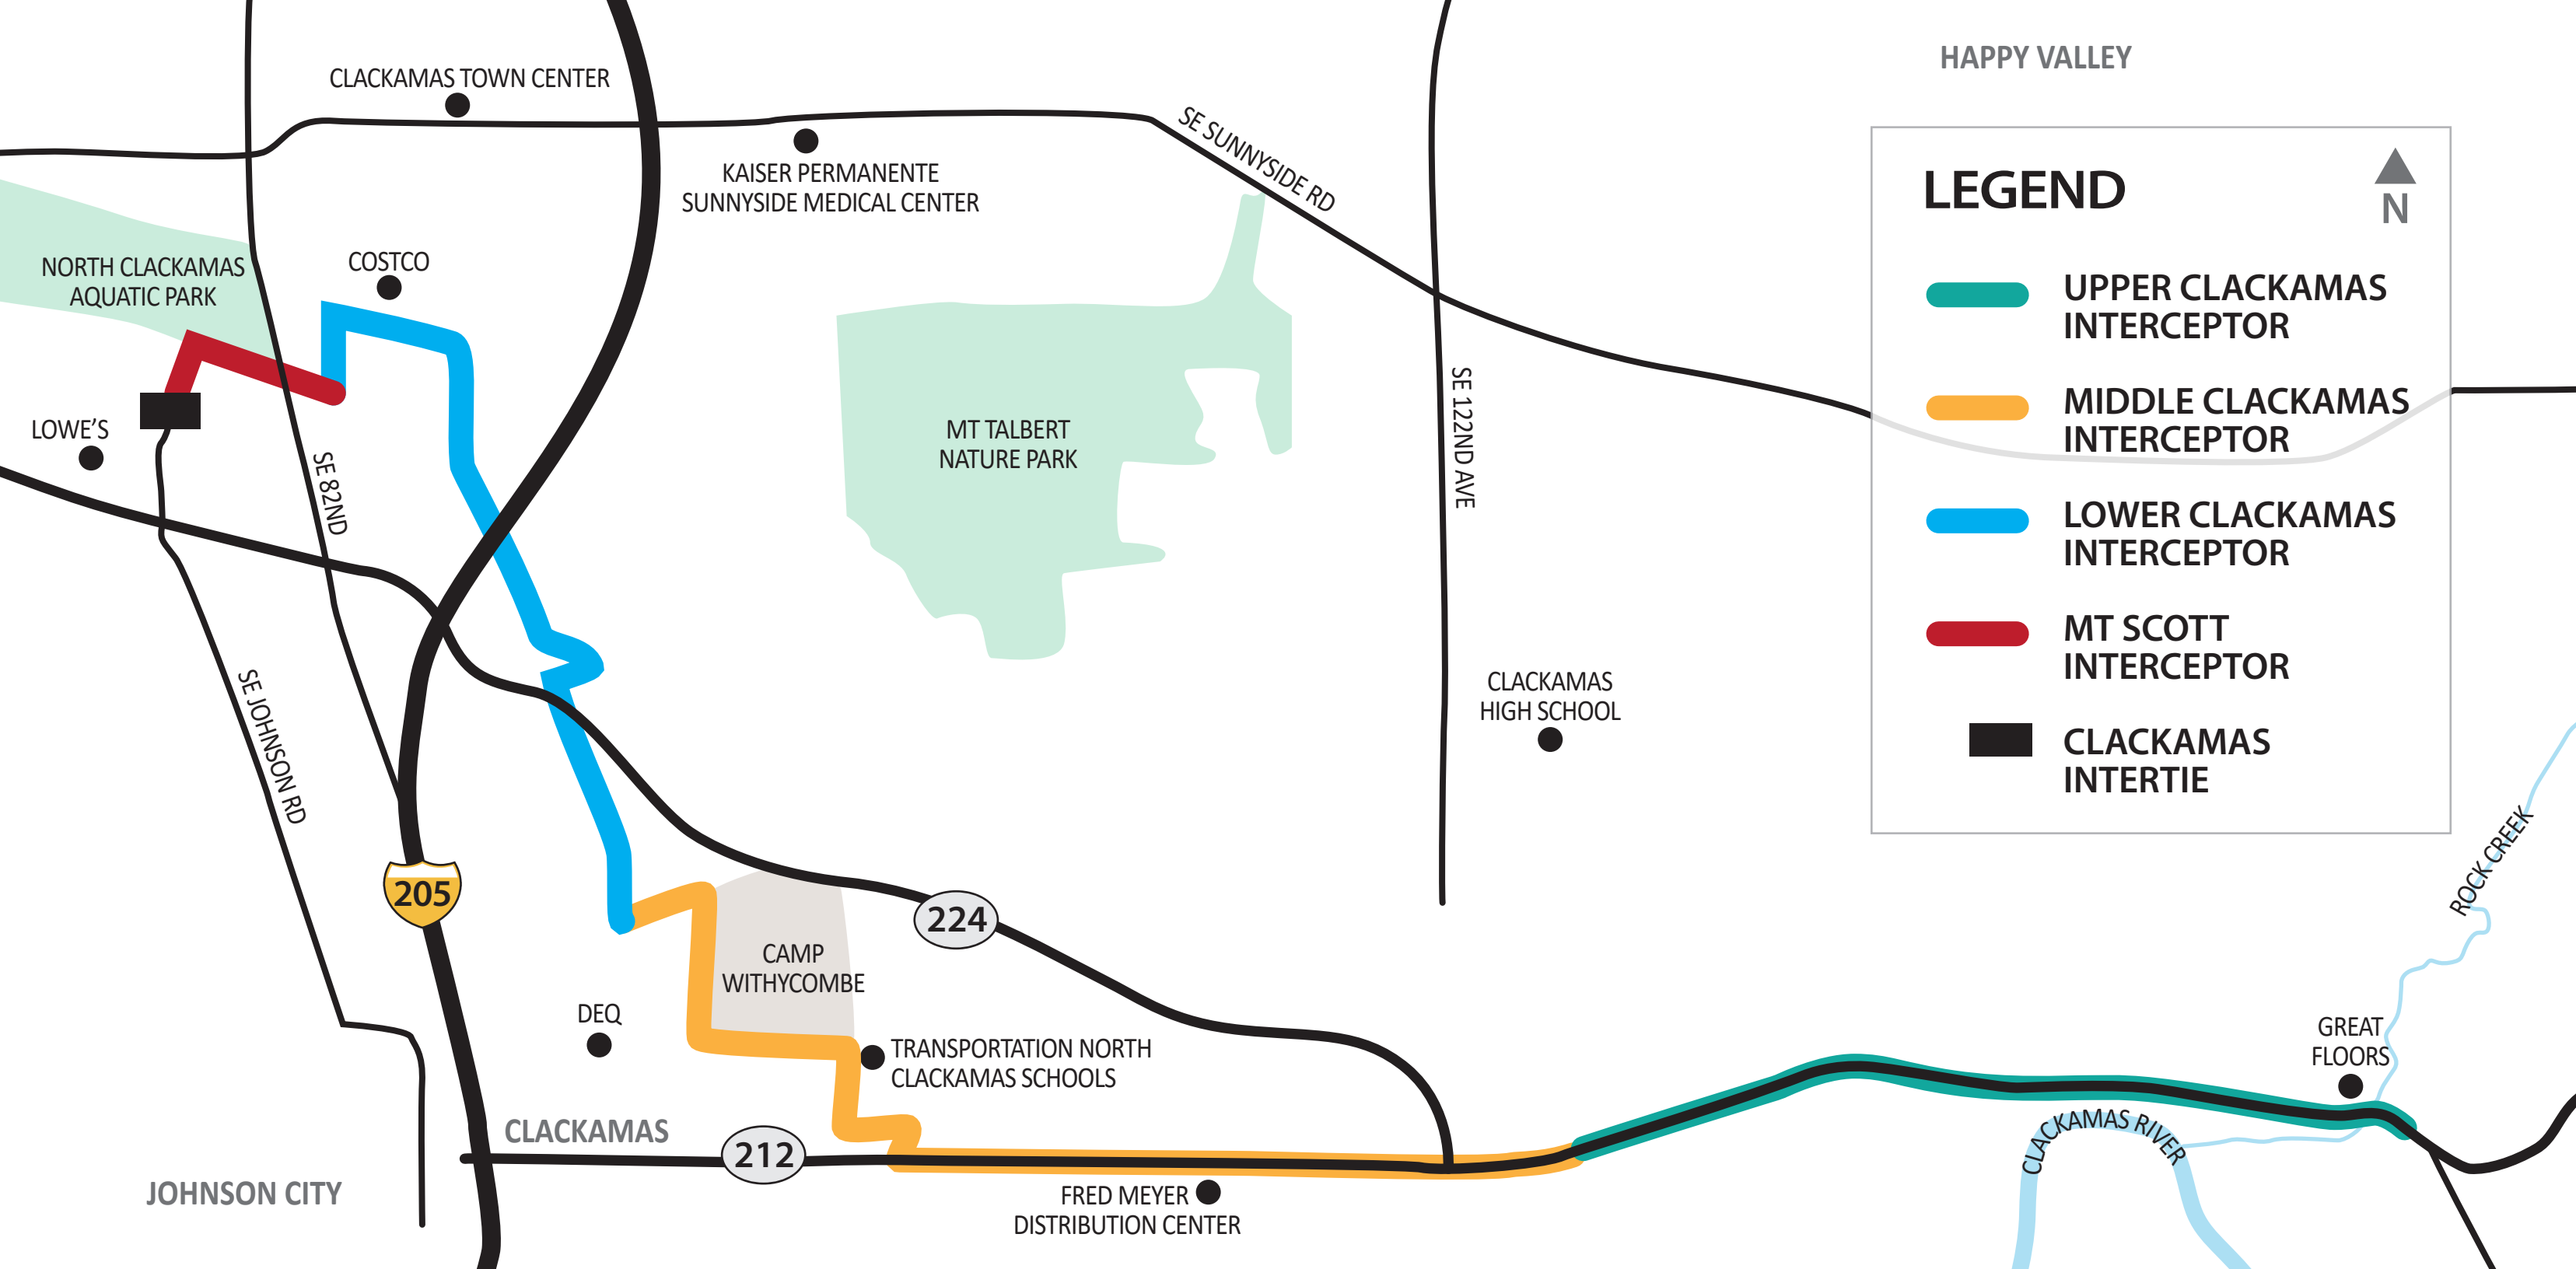 HAPPY VALLEY
CLACKAMAS TOWN CENTER
SE SUNNYSIDE RD
KAISER PERMANENTE
SUNNYSIDE MEDICAL CENTER
NORTH CLACKAMAS
AQUATIC PARK
COSTCO
LOWE'S
SE 82ND
MT TALBERT
NATURE PARK
SE 122ND AVE
LEGEND
N
UPPER CLACKAMAS
INTERCEPTOR
MIDDLE CLACKAMAS
INTERCEPTOR
LOWER CLACKAMAS
INTERCEPTOR
MT SCOTT
INTERCEPTOR
CLACKAMAS
INTERTIE
SE JOHNSON RD
CLACKAMAS
HIGH SCHOOL
205
224
CAMP
WITHYCOMBE
ROCK CREEK
DEQ
TRANSPORTATION NORTH
CLACKAMAS SCHOOLS
GREAT
FLOORS
CLACKAMAS
212
CLACKAMAS RIVER
JOHNSON CITY
FRED MEYER
DISTRIBUTION CENTER